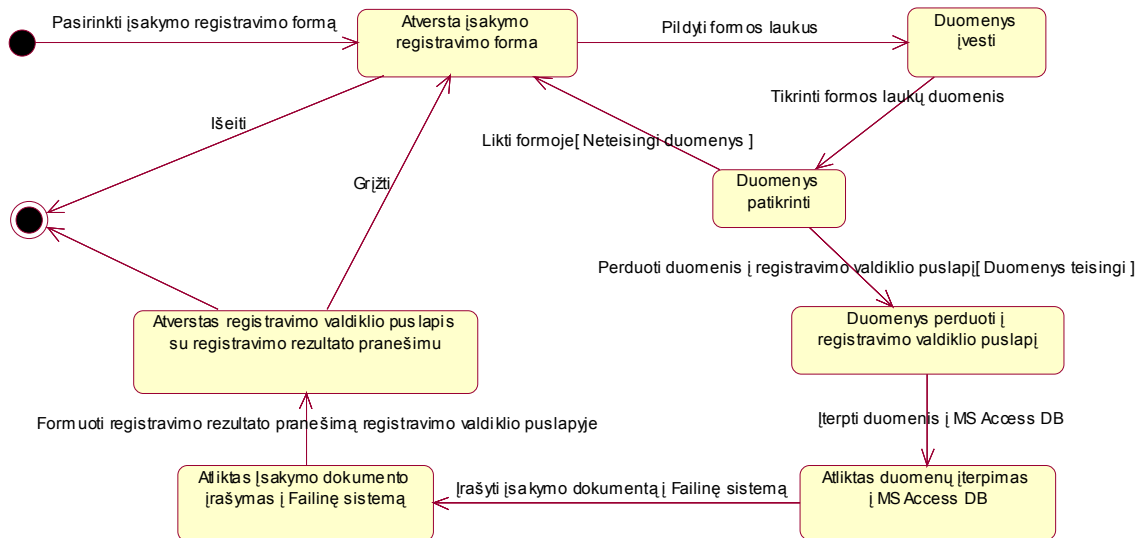 Pasirinkti įsakymo registravimo formą
Atversta įsakymo
registravimo forma
Pildyti formos laukus
Duomenys
įvesti
Tikrinti formos laukų duomenis
Išeiti
Likti formoje[ Neteisingi duomenys ]
Grįžti
Duomenys
patikrinti
Perduoti duomenis į registravimo valdiklio puslapį[ Duomenys teisingi ]
Atverstas registravimo valdiklio puslapis
su registravimo rezultato pranešimu
Duomenys perduoti į
registravimo valdiklio puslapį
Formuoti registravimo rezultato pranešimą registravimo valdiklio puslapyje
Įterpti duomenis į MS Access DB
Atliktas Įsakymo dokumento
įrašymas į Failinę sistemą
Įrašyti įsakymo dokumentą į Failinę sistemą
Atliktas duomenų įterpimas
į MS Access DB